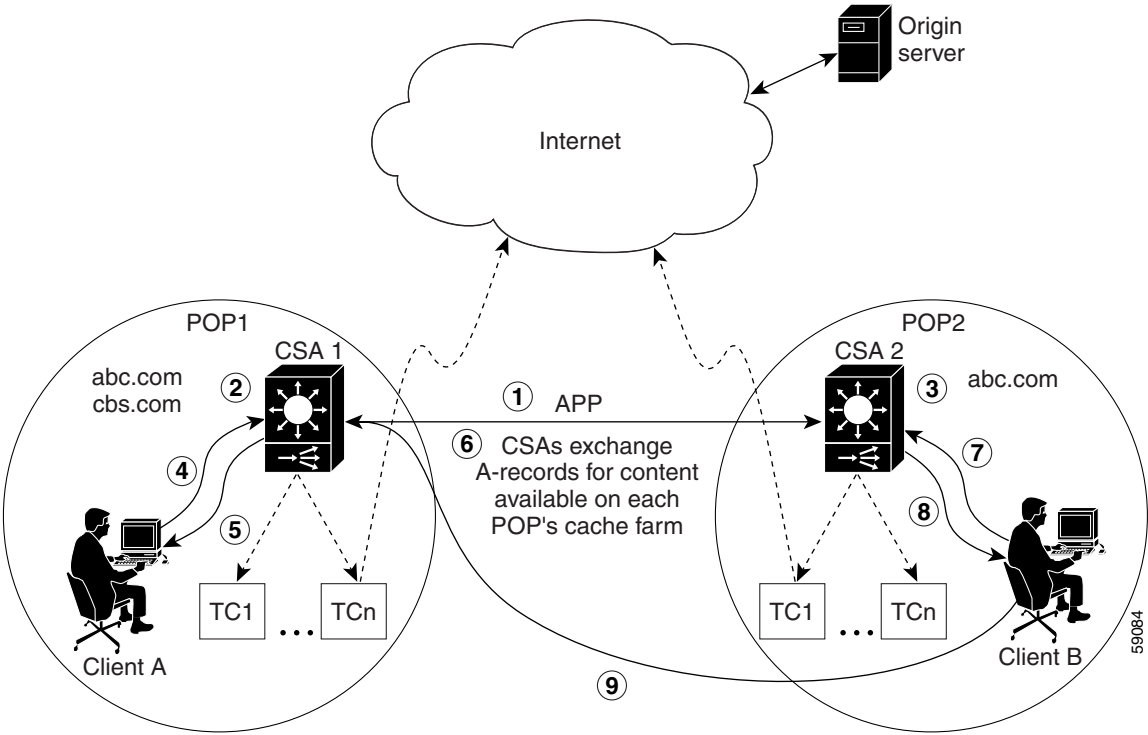 Origin
server
Internet
POP1
CSA 1
abc.com
cbs.com
2
4
5
TC1
...
TCn
Client A
1
APP
6
CSAs exchange
A-records for content
available on each
POP's cache farm
9
POP2
CSA 2
3
abc.com
7
8
TC1
...
TCn
Client B
59084